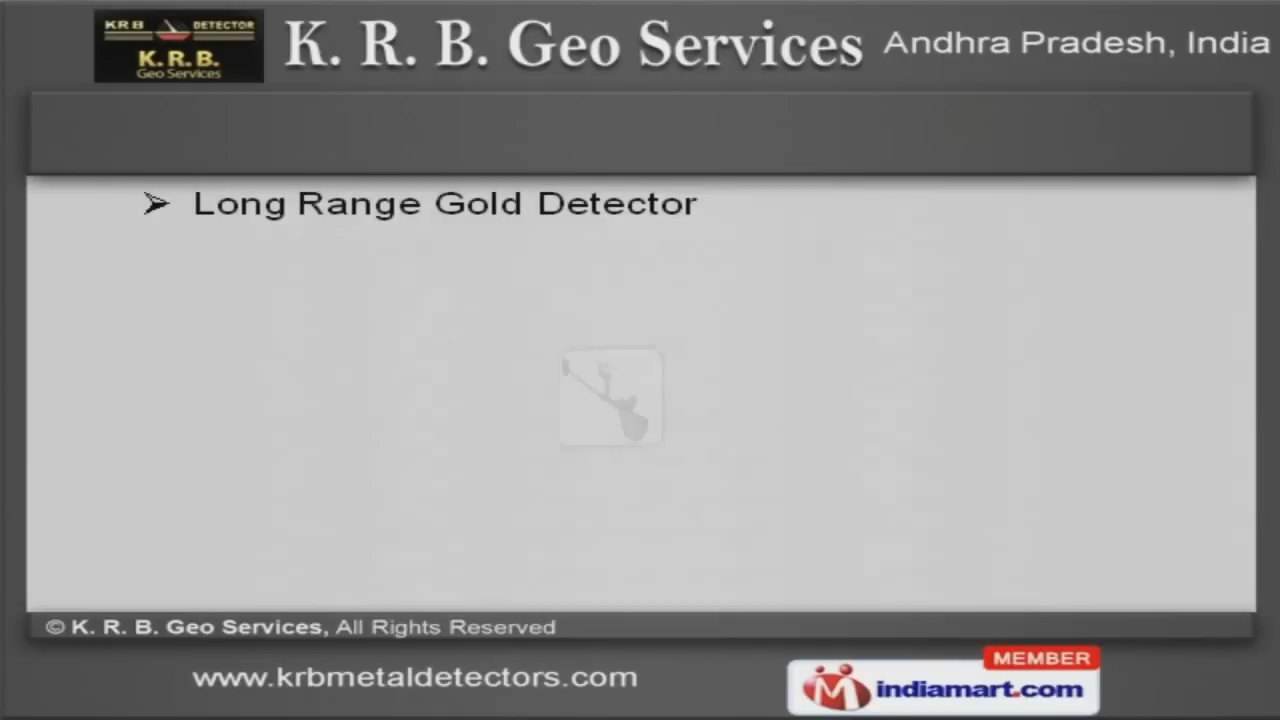 KRB DETECTOR
K. R. B.
Geo Services
K. R. B. Geo Services
Andhra Pradesh, India
➢ Long Range Gold Detector
© K. R. B. Geo Services, All Rights Reserved
www.krbmetaldetectors.com
MEMBER
indiamart.com